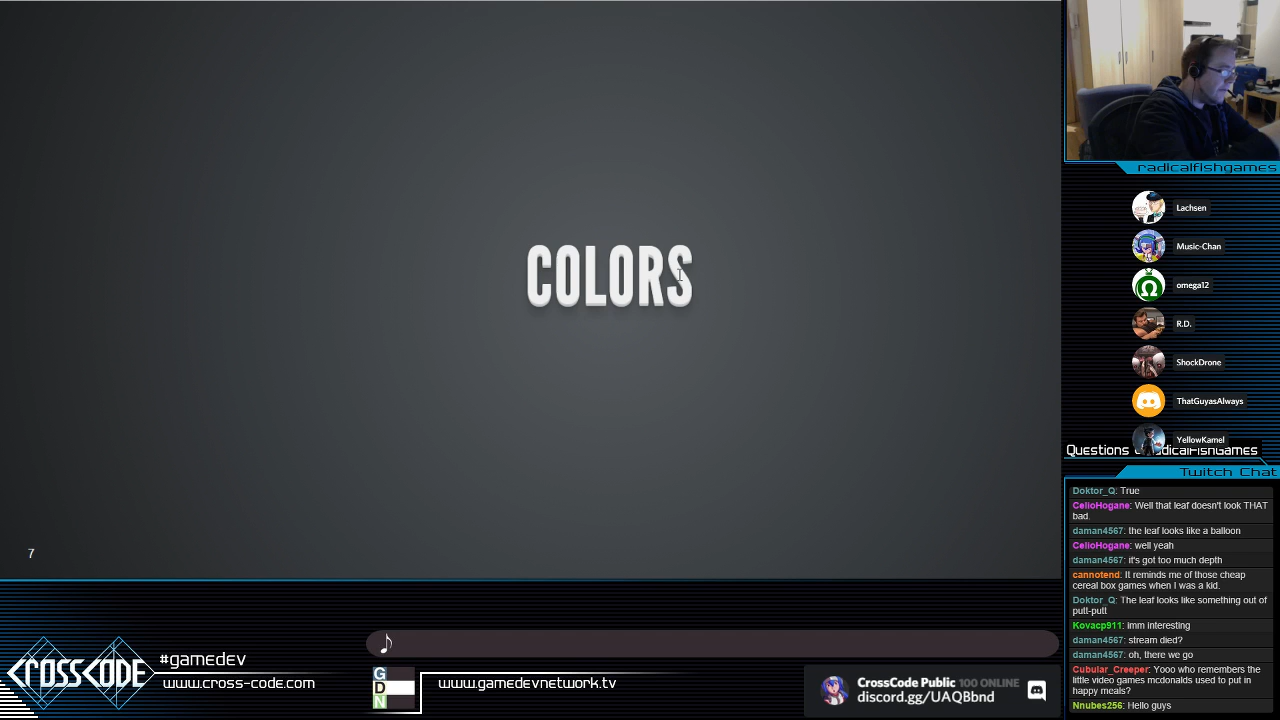 COLORS
7
radicalfishgames
Lachsen
Music-Chan
omega12
R.D.
ShockDrone
ThatGuyasAlways
YellowKamel
Questions
dicalFishGames
Twitch Chat
Doktor_Q: True
CelioHogane: Well that leaf doesn't look THAT
bad.
daman4567: the leaf looks like a balloon
CelioHogane: well yeah
daman4567: it's got too much depth
cannotend: It reminds me of those cheap
cereal box games when I was a kid.
Doktor_Q: The leaf looks like something out of
putt-putt
Kovacp911: imm interesting
daman4567: stream died?
daman4567: oh, there we go
Cubular_Creeper: Yooo who remembers the
little video games mcdonalds used to put in
happy meals?
Nnubes256: Hello guys
CROSSCODE
#gamedev
www.cross-code.com
G
D
N
www.gamedevnetwork.tv
CrossCode Public 100 ONLINE
discord.gg/UAQBbnd